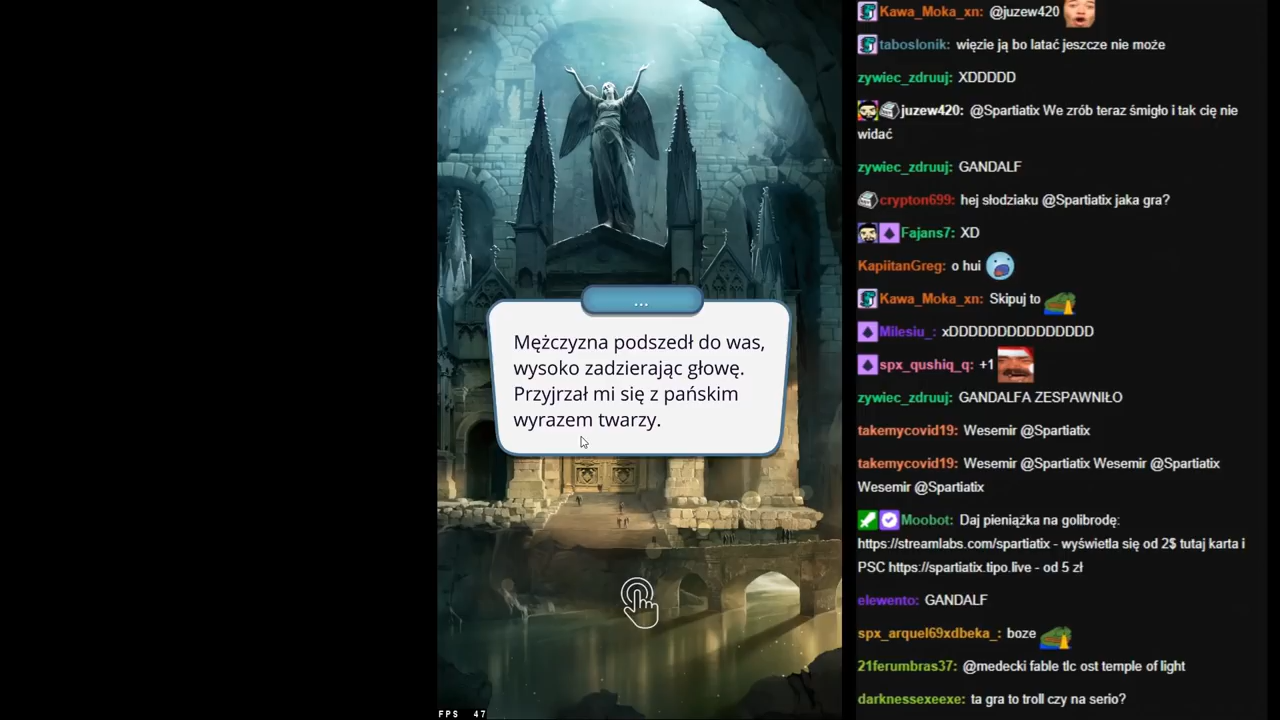 ...
Mężczyzna podszedł do was,
wysoko zadzierając głowę.
Przyjrzał mi się z pańskim
wyrazem twarzy.
FPS 47
Kawa_Moka_xn: @juzew420
taboslonik: więzie ją bo latać jeszcze nie może
zywiec_zdruuj: XDDDDD
juzew420: @Spartiatix We zrób teraz śmigło i tak cię nie
widać
zywiec_zdruuj: GANDALF
crypton699: hej słodziaku @Spartiatix jaka gra?
Fajans7: XD
KapiitanGreg: o hui
Kawa_Moka_xn: Skipuj to
Milesiu_: xDDDDDDDDDDDDDDD
spx_qushiq_q: +1
zywiec_zdruuj: GANDALFA ZESPAWNIŁO
takemycovid19: Wesemir @Spartiatix
takemycovid19: Wesemir @Spartiatix Wesemir @Spartiatix
Wesemir @Spartiatix
Moobot: Daj pieniążka na golibrodę:
https://streamlabs.com/spartiatix - wyświetla się od 2$ tutaj karta i
PSC https://spartiatix.tipo.live - od 5 zł
elewento: GANDALF
spx_arquel69xdbeka_: boze
21ferumbras37: @medecki fable tlc ost temple of light
darknessexeexe: ta gra to troll czy na serio?